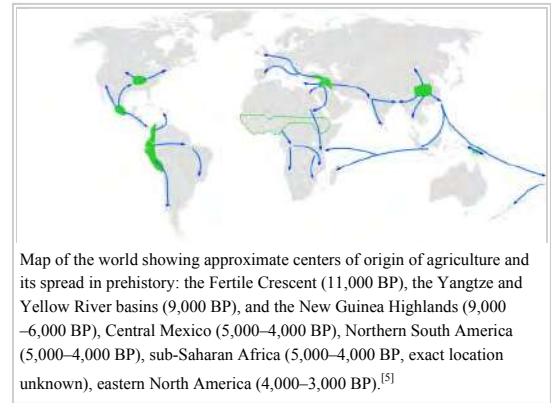 Map of the world showing approximate centers of origin of agriculture and
its spread in prehistory: the Fertile Crescent (11,000 BP), the Yangtze and
Yellow River basins (9,000 BP), and the New Guinea Highlands (9,000
–6,000 BP), Central Mexico (5,000–4,000 BP), Northern South America
(5,000–4,000 BP), sub-Saharan Africa (5,000–4,000 BP, exact location
unknown), eastern North America (4,000–3,000 BP).[5]